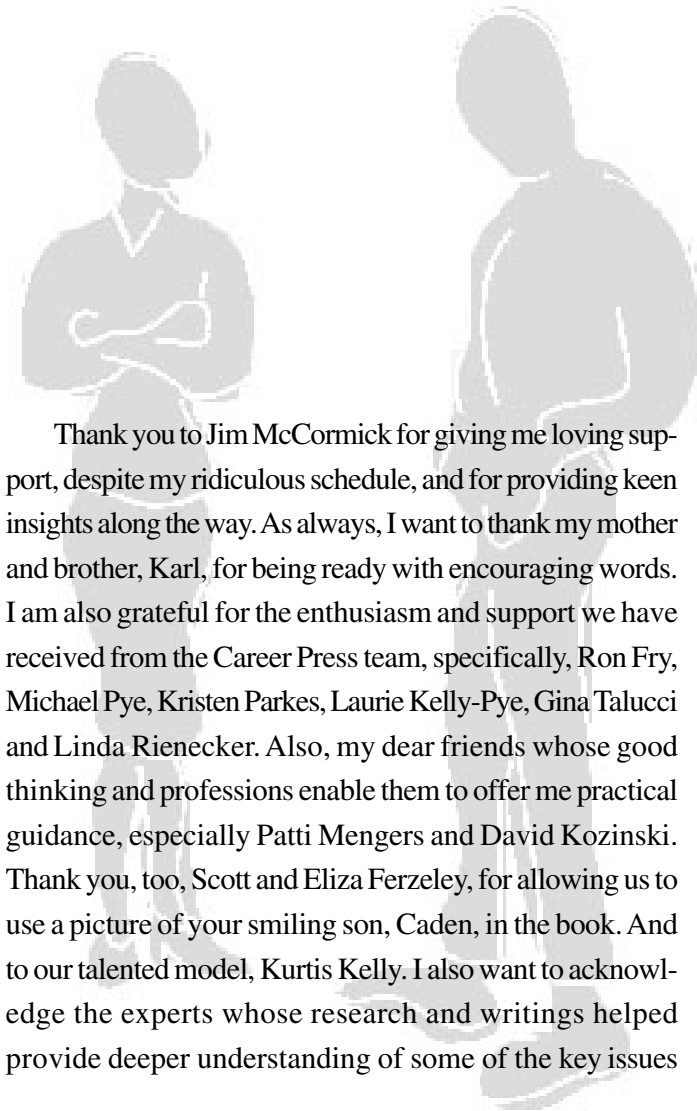 Thank you to Jim McCormick for giving me loving sup-
port, despite my ridiculous schedule, and for providing keen
insights along the way. As always, I want to thank my mother
and brother, Karl, for being ready with encouraging words.
I am also grateful for the enthusiasm and support we have
received from the Career Press team, specifically, Ron Fry,
Michael Pye, Kristen Parkes, Laurie Kelly-Pye, Gina Talucci
and Linda Rienecker. Also, my dear friends whose good
thinking and professions enable them to offer me practical
guidance, especially Patti Mengers and David Kozinski.
Thank you, too, Scott and Eliza Ferzeley, for allowing us to
use a picture of your smiling son, Caden, in the book. And
to our talented model, Kurtis Kelly. I also want to acknowl-
edge the experts whose research and writings helped
provide deeper understanding of some of the key issues